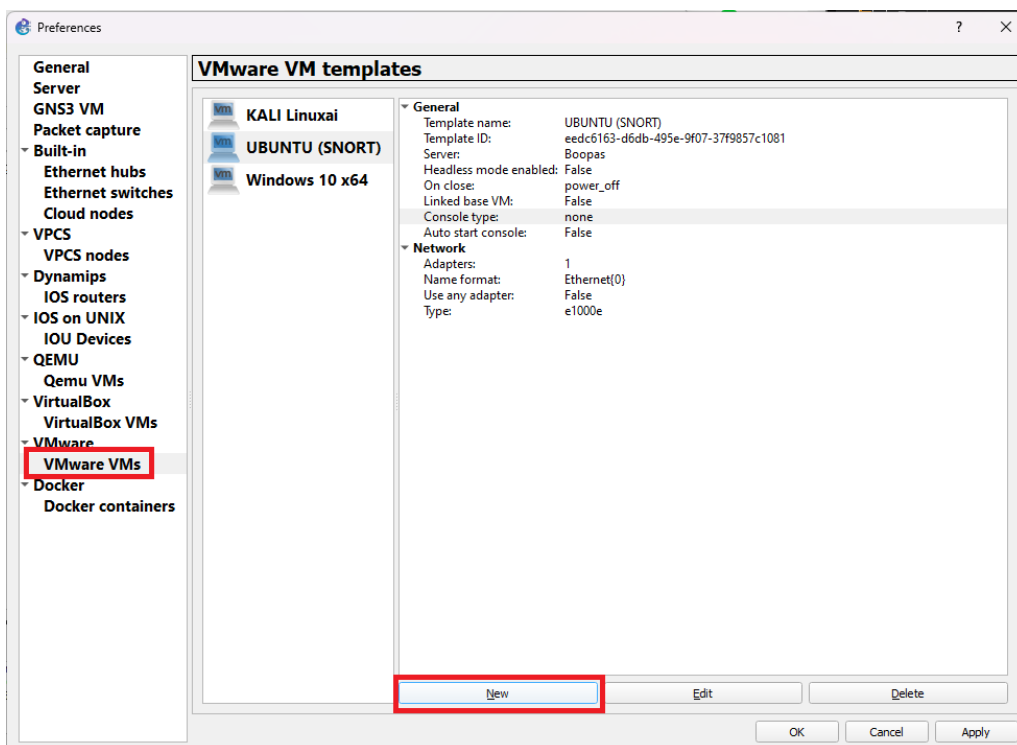 Preferences
? ×
General
Server
GNS3 VM
Packet capture
Built-in
Ethernet hubs
Ethernet switches
Cloud nodes
VPCS
VPCS nodes
Dynamips
IOS routers
IOS on UNIX
IOU Devices
QEMU
Qemu VMs
VirtualBox
VirtualBox VMs
VMware
VMware VMs
Docker
Docker containers
VMware VM templates
vm KALI Linuxai
vm UBUNTU (SNORT)
vm Windows 10 x64
General
Template name: UBUNTU (SNORT)
Template ID: eedc6163-d6db-495e-9f07-37f9857c1081
Server: Boopas
Headless mode enabled: False
On close: power_off
Linked base VM: False
Console type: none
Auto start console: False
Network
Adapters: 1
Name format: Ethernet{0}
Use any adapter: False
Type: e1000e
New Edit Delete
OK Cancel Apply